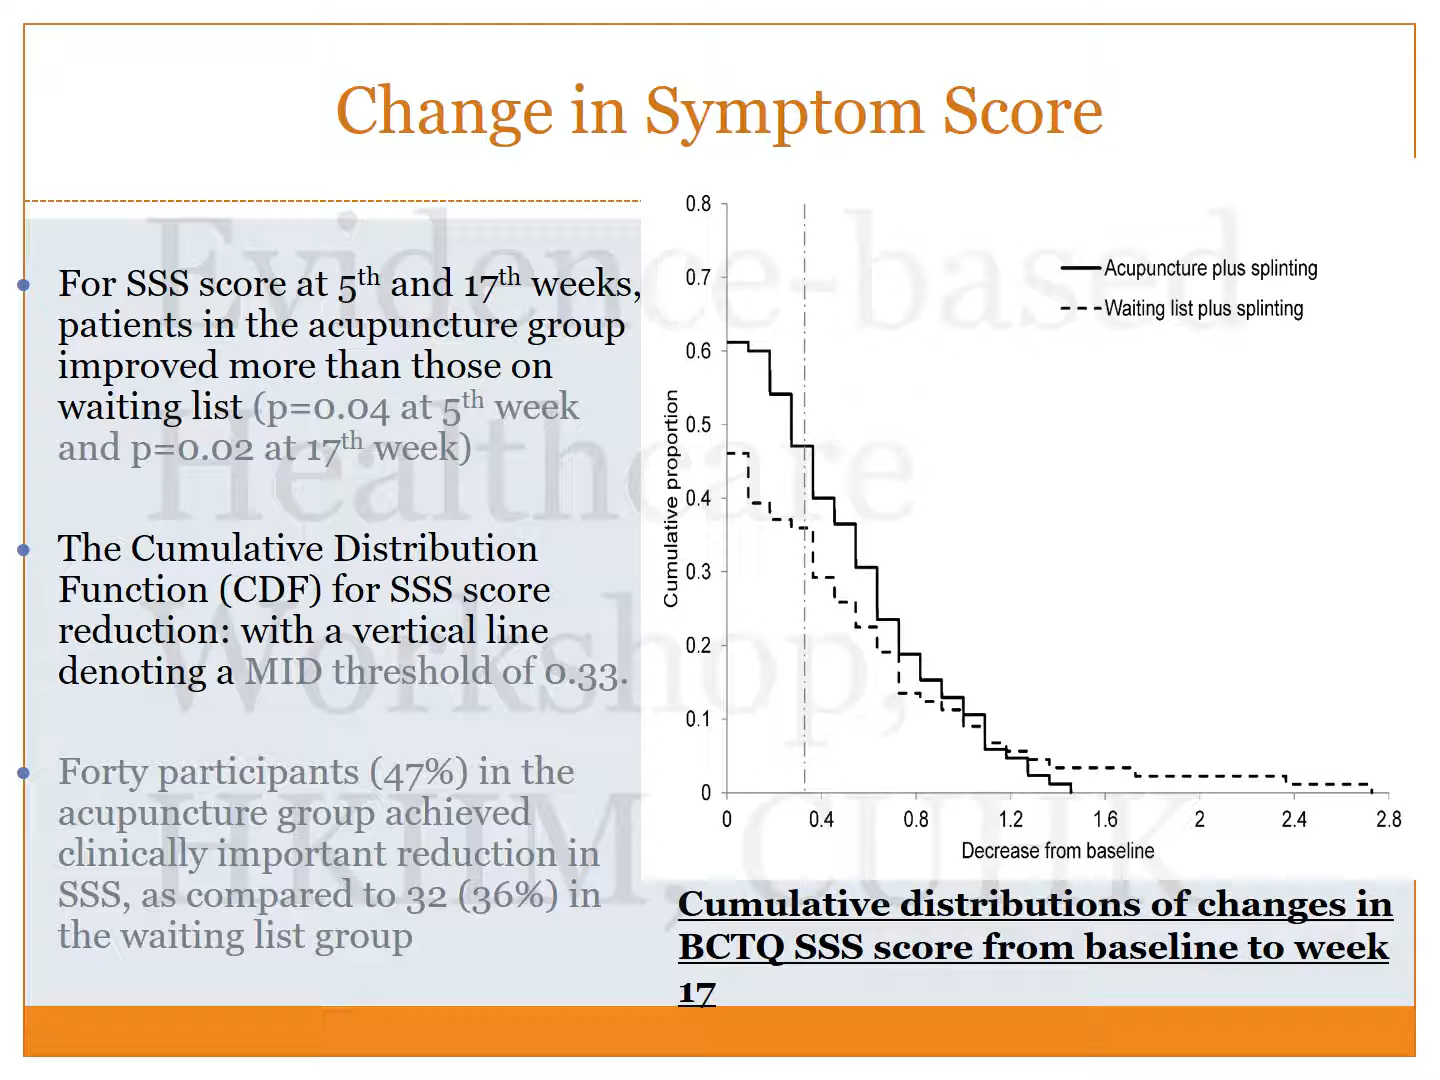 Change in Symptom Score
For SSS score at 5th and 17th weeks,
patients in the acupuncture group
improved more than those on
waiting list (p=0.04 at 5th week
and p=0.02 at 17th week)
The Cumulative Distribution
Function (CDF) for SSS score
reduction: with a vertical line
denoting a MID threshold of 0.33.
Forty participants (47%) in the
acupuncture group achieved
clinically important reduction in
SSS, as compared to 32 (36%) in
the waiting list group
0.8
0.7
0.6
0.5
0.4
0.3
0.2
0.1
0
Cumulative proportion
Acupuncture plus splinting
Waiting list plus splinting
0 0.4 0.8 1.2 1.6 2 2.4 2.8
Decrease from baseline
Cumulative distributions of changes in
BCTQ SSS score from baseline to week
17
Evidence-based
Healthcare
Workshop,
HKIIM, CUHK